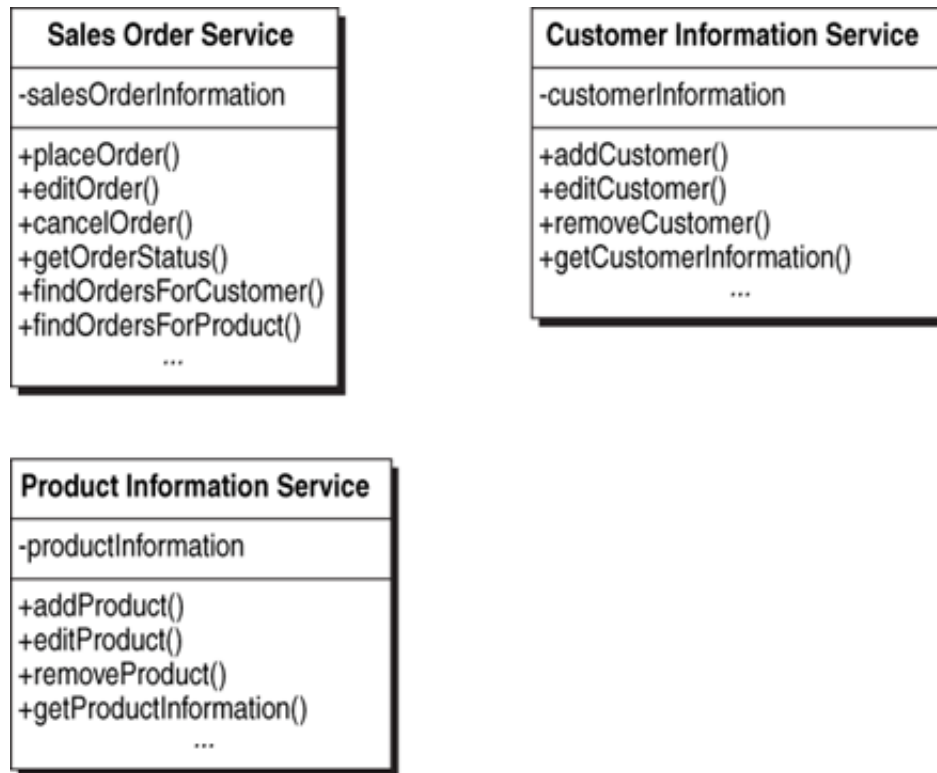 Sales Order Service
-salesOrderInformation
+placeOrder()
+editOrder()
+cancelOrder()
+getOrderStatus()
+findOrdersForCustomer()
+findOrdersForProduct()
...
Customer Information Service
-customerInformation
+addCustomer()
+editCustomer()
+removeCustomer()
+getCustomerInformation()
...
Product Information Service
-productInformation
+addProduct()
+editProduct()
+removeProduct()
+getProductInformation()
...